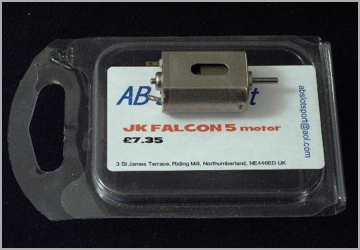 AB
JK FALCON 5 motor
£7.35
3 St James Terrace, Riding Mill, Northumberland, NE446ED UK
abslotsport@aol.com